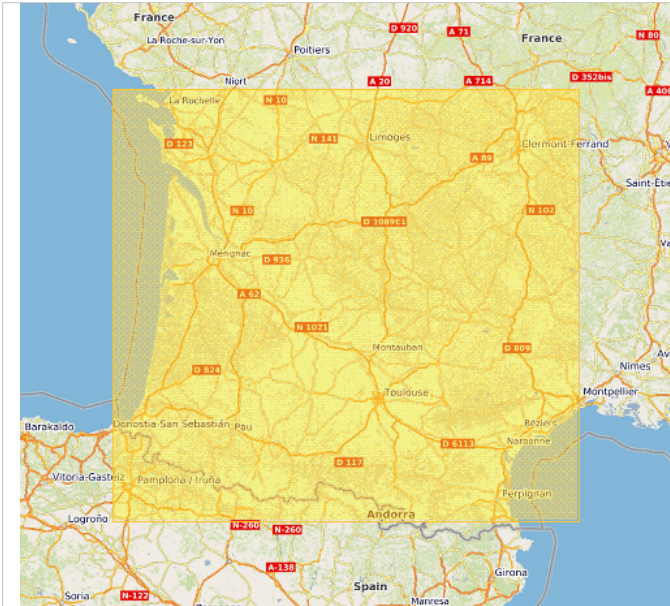 France
D 920
A 71
N 80
La Roche-sur-Yon
Poitiers
France
Niort
A 20
A 714
D 352bis
La Rochelle
N 10
D 123
N 141
Limoges
A 89
Clermont-Ferrand
Saint-Étie
N 10
D 1089E1
N 102
Mérignac
D 936
A 62
N 1021
Montauban
D 809
Nîmes
D 824
Toulouse
Montpellier
Barakaldo
Donostia-San Sebastián
Pau
Béziers
D 6113
Narbonne
D 117
Vitoria-Gasteiz
Pamplona / Iruña
Perpignan
Logroño
Andorra
N-260
N-260
A-138
Girona
Spain
Soria
N-122
Manresa